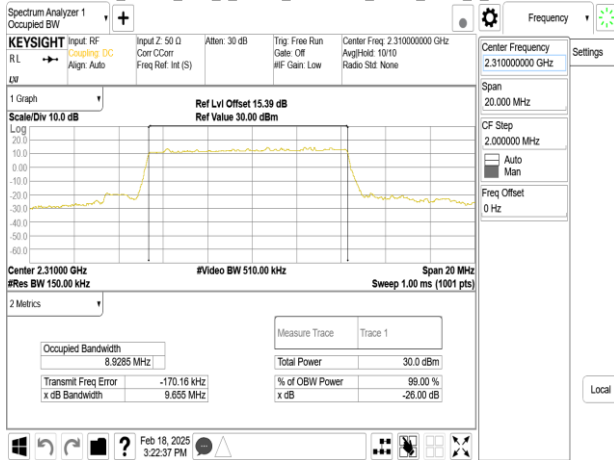 Spectrum Analyzer 1
Occupied BW
Frequency
KEYSIGHT
RL
LXI
Input: RF
Coupling: DC
Align: Auto
Input Z: 50 Ω
Corr CCorr
Freq Ref: Int (S)
Atten: 30 dB
Trig: Free Run
Gate: Off
#IF Gain: Low
Center Freq: 2.310000000 GHz
Avg|Hold: 10/10
Radio Std: None
Center Frequency
2.310000000 GHz
Settings
Span
20.000 MHz
CF Step
2.000000 MHz
Auto
Man
Freq Offset
0 Hz
Local
1 Graph
Scale/Div 10.0 dB
Ref Lvl Offset 15.39 dB
Ref Value 30.00 dBm
Log
20.0
10.0
0.00
-10.0
-20.0
-30.0
-40.0
-50.0
-60.0
Center 2.31000 GHz
#Video BW 510.00 kHz
Span 20 MHz
#Res BW 150.00 kHz
Sweep 1.00 ms (1001 pts)
2 Metrics
Measure Trace Trace 1
Occupied Bandwidth
8.9285 MHz
Total Power 30.0 dBm
Transmit Freq Error -170.16 kHz
% of OBW Power 99.00 %
x dB Bandwidth 9.655 MHz
x dB -26.00 dB
Feb 18, 2025
3:22:37 PM